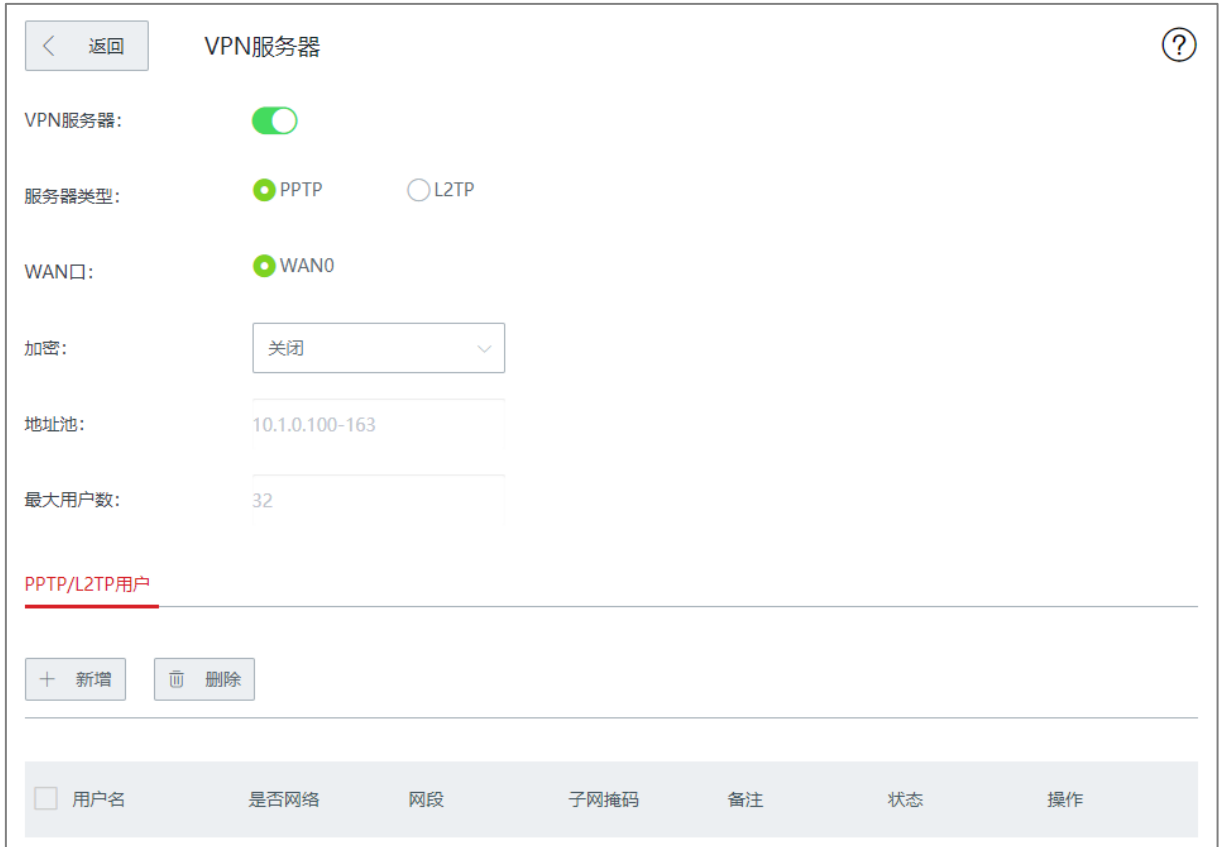 返回 VPN服务器 ?
VPN服务器：
服务器类型： PPTP L2TP
WAN口： WAN0
加密： 关闭
地址池： 10.1.0.100-163
最大用户数： 32
PPTP/L2TP用户
新增 删除
用户名 是否网络 网段 子网掩码 备注 状态 操作